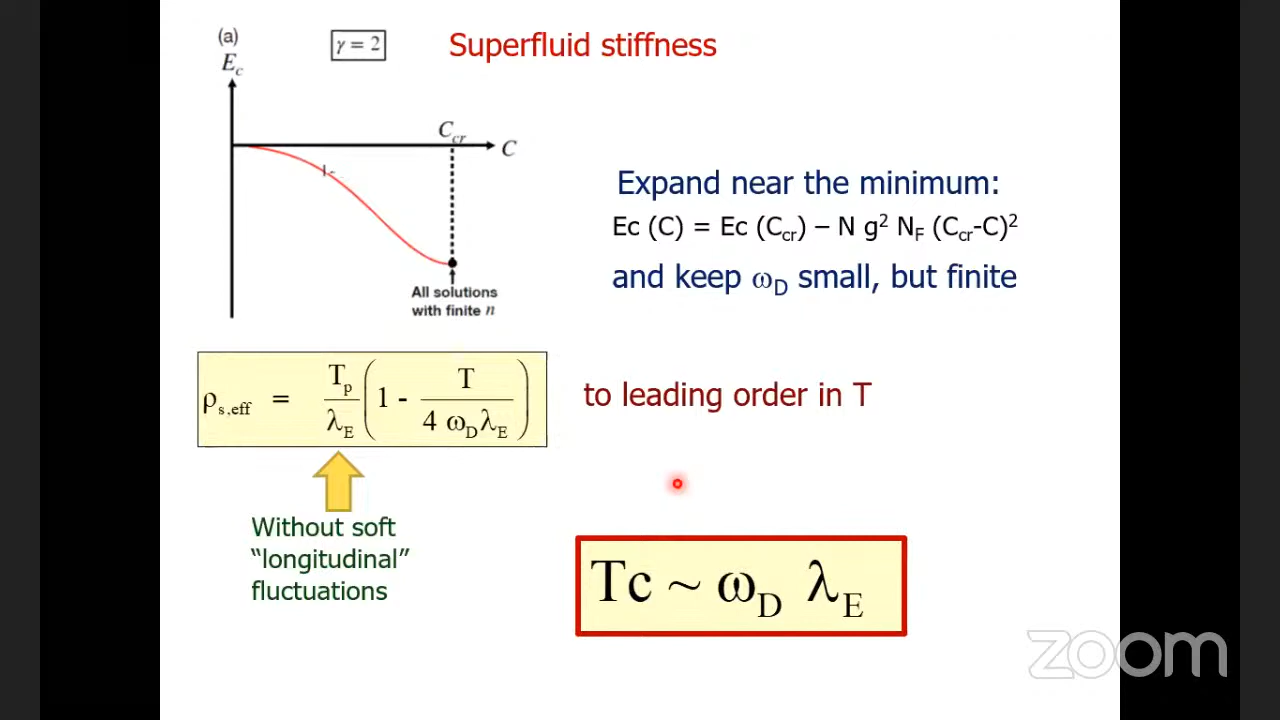 (a)
γ = 2
Superfluid stiffness
E_c
C_cr
C
Expand near the minimum:
Ec (C) = Ec (C_cr) – N g² N_F (C_cr-C)²
and keep ω_D small, but finite
All solutions
with finite n
ρ_s,eff = T_p/λ_E (1 - T/(4 ω_D λ_E))
to leading order in T
Without soft
“longitudinal”
fluctuations
Tc ~ ω_D λ_E
zoom